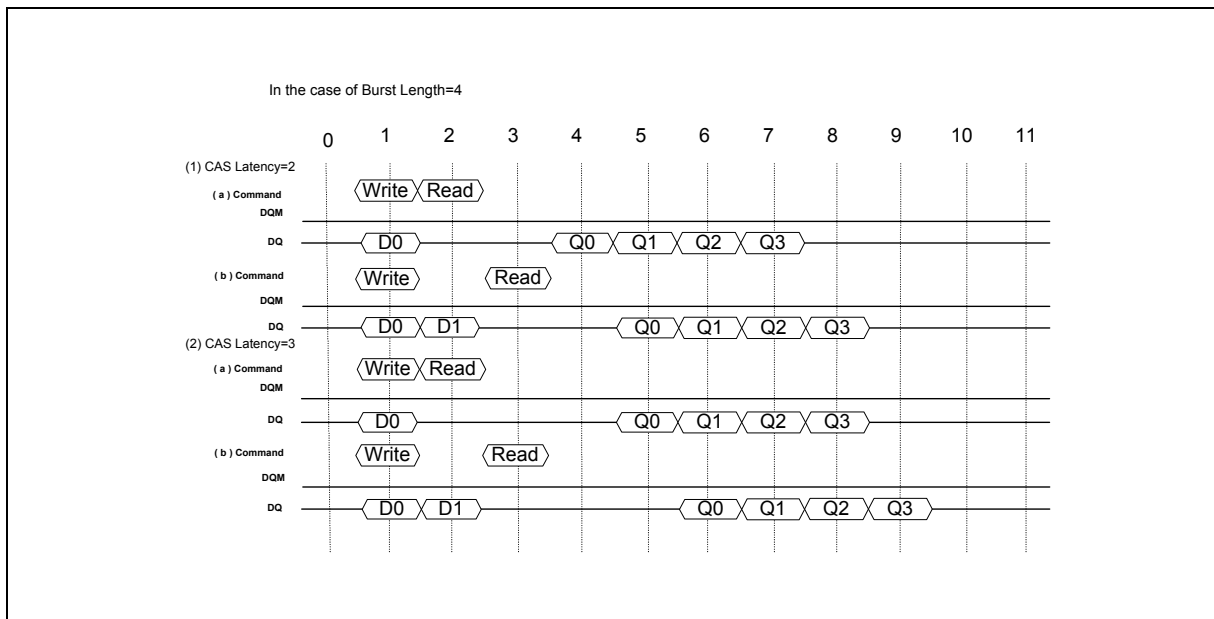 In the case of Burst Length=4
0 1 2 3 4 5 6 7 8 9 10 11
(1) CAS Latency=2
( a ) Command Write Read
DQM
DQ D0 Q0 Q1 Q2 Q3
( b ) Command Write Read
DQM
DQ D0 D1 Q0 Q1 Q2 Q3
(2) CAS Latency=3
( a ) Command Write Read
DQM
DQ D0 Q0 Q1 Q2 Q3
( b ) Command Write Read
DQM
DQ D0 D1 Q0 Q1 Q2 Q3